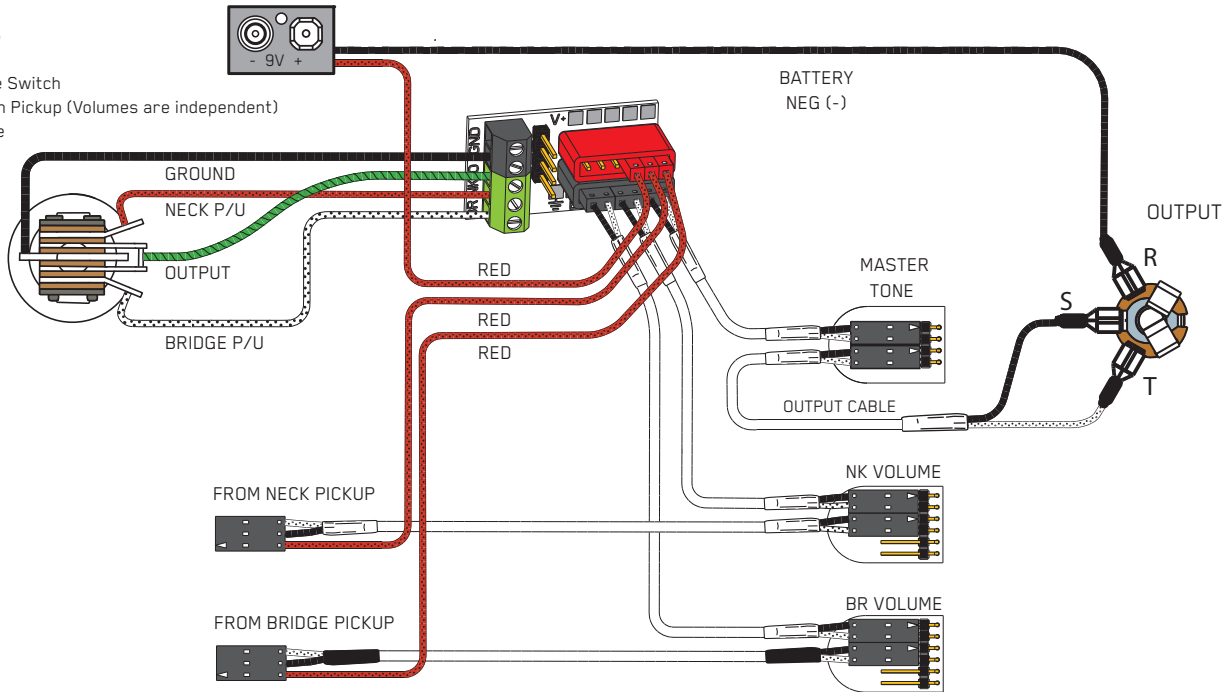 - 9V +
e Switch
n Pickup (Volumes are independent)
e
BATTERY
NEG (-)
V+
GND
GROUND
NECK P/U
OUTPUT
BRIDGE P/U
RED
RED
RED
MASTER
TONE
OUTPUT CABLE
OUTPUT
R
S
T
NK VOLUME
FROM NECK PICKUP
BR VOLUME
FROM BRIDGE PICKUP